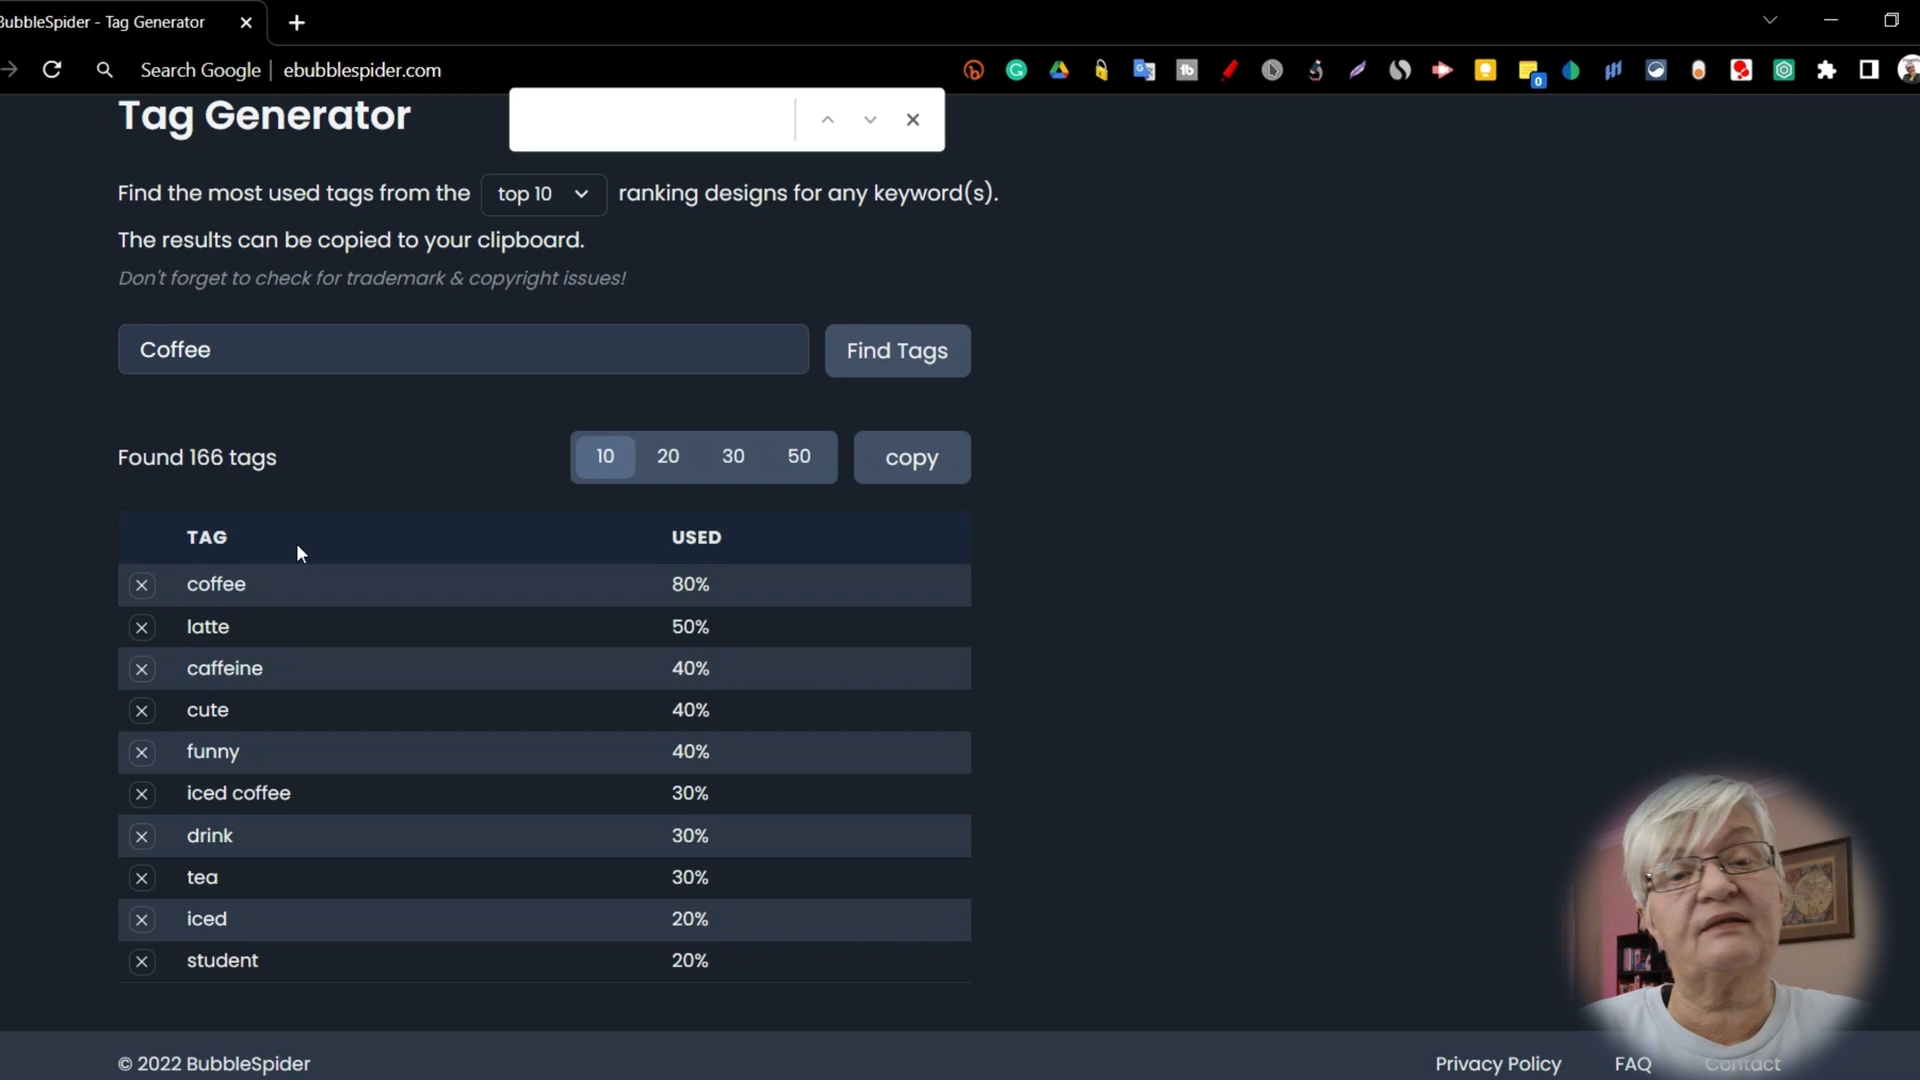 BubbleSpider - Tag Generator
Search Google | ebubblespider.com
0
Tag Generator
Find the most used tags from the top 10 ranking designs for any keyword(s).
The results can be copied to your clipboard.
Don't forget to check for trademark & copyright issues!
Coffee
Find Tags
Found 166 tags
10 20 30 50
copy
TAG USED
coffee 80%
latte 50%
caffeine 40%
cute 40%
funny 40%
iced coffee 30%
drink 30%
tea 30%
iced 20%
student 20%
© 2022 BubbleSpider
Privacy Policy FAQ Contact